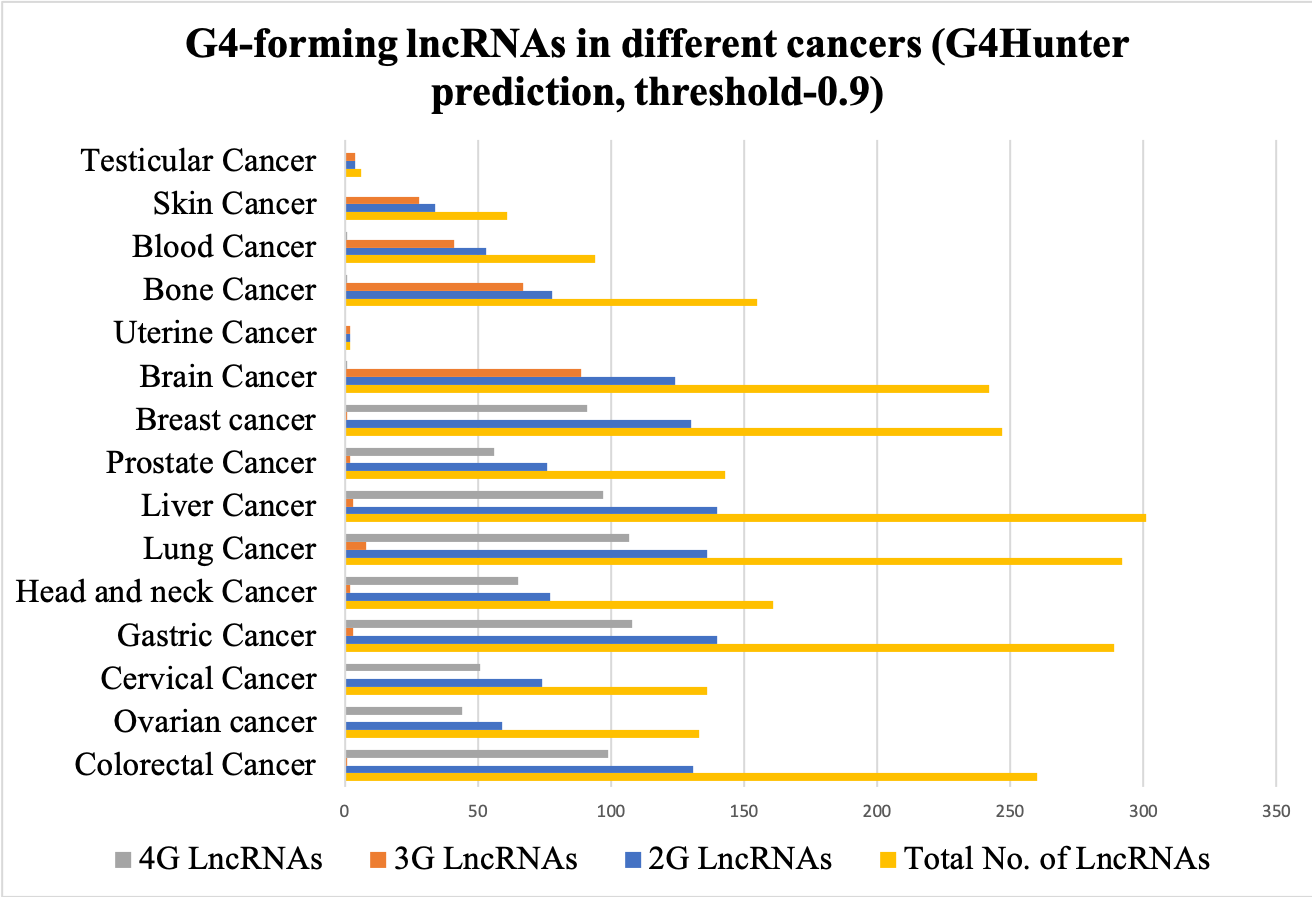 G4-forming lncRNAs in different cancers (G4Hunter
prediction, threshold-0.9)
Testicular Cancer
Skin Cancer
Blood Cancer
Bone Cancer
Uterine Cancer
Brain Cancer
Breast cancer
Prostate Cancer
Liver Cancer
Lung Cancer
Head and neck Cancer
Gastric Cancer
Cervical Cancer
Ovarian cancer
Colorectal Cancer
0 50 100 150 200 250 300 350
4G LncRNAs 3G LncRNAs 2G LncRNAs Total No. of LncRNAs